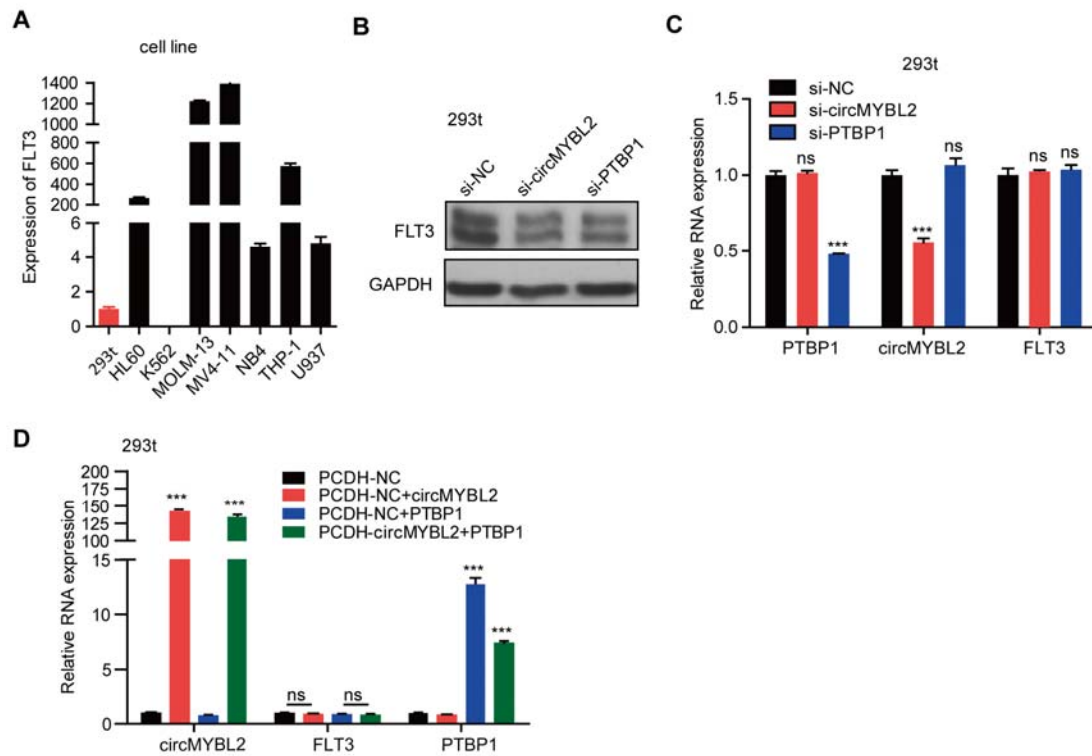 A
cell line
Expression of FLT3
1400
1200
1000
800
600
400
200
6
4
2
0
293t
HL60
K562
MOLM-13
MV4-11
NB4
THP-1
U937
B
293t
si-NC
si-circMYBL2
si-PTBP1
FLT3
GAPDH
C
293t
si-NC
si-circMYBL2
si-PTBP1
Relative RNA expression
1.5
1.0
0.5
0.0
ns
***
***
ns
ns
ns
PTBP1
circMYBL2
FLT3
D
293t
PCDH-NC
PCDH-NC+circMYBL2
PCDH-NC+PTBP1
PCDH-circMYBL2+PTBP1
Relative RNA expression
200
175
150
125
100
15
10
5
0
***
***
ns
ns
***
***
circMYBL2
FLT3
PTBP1